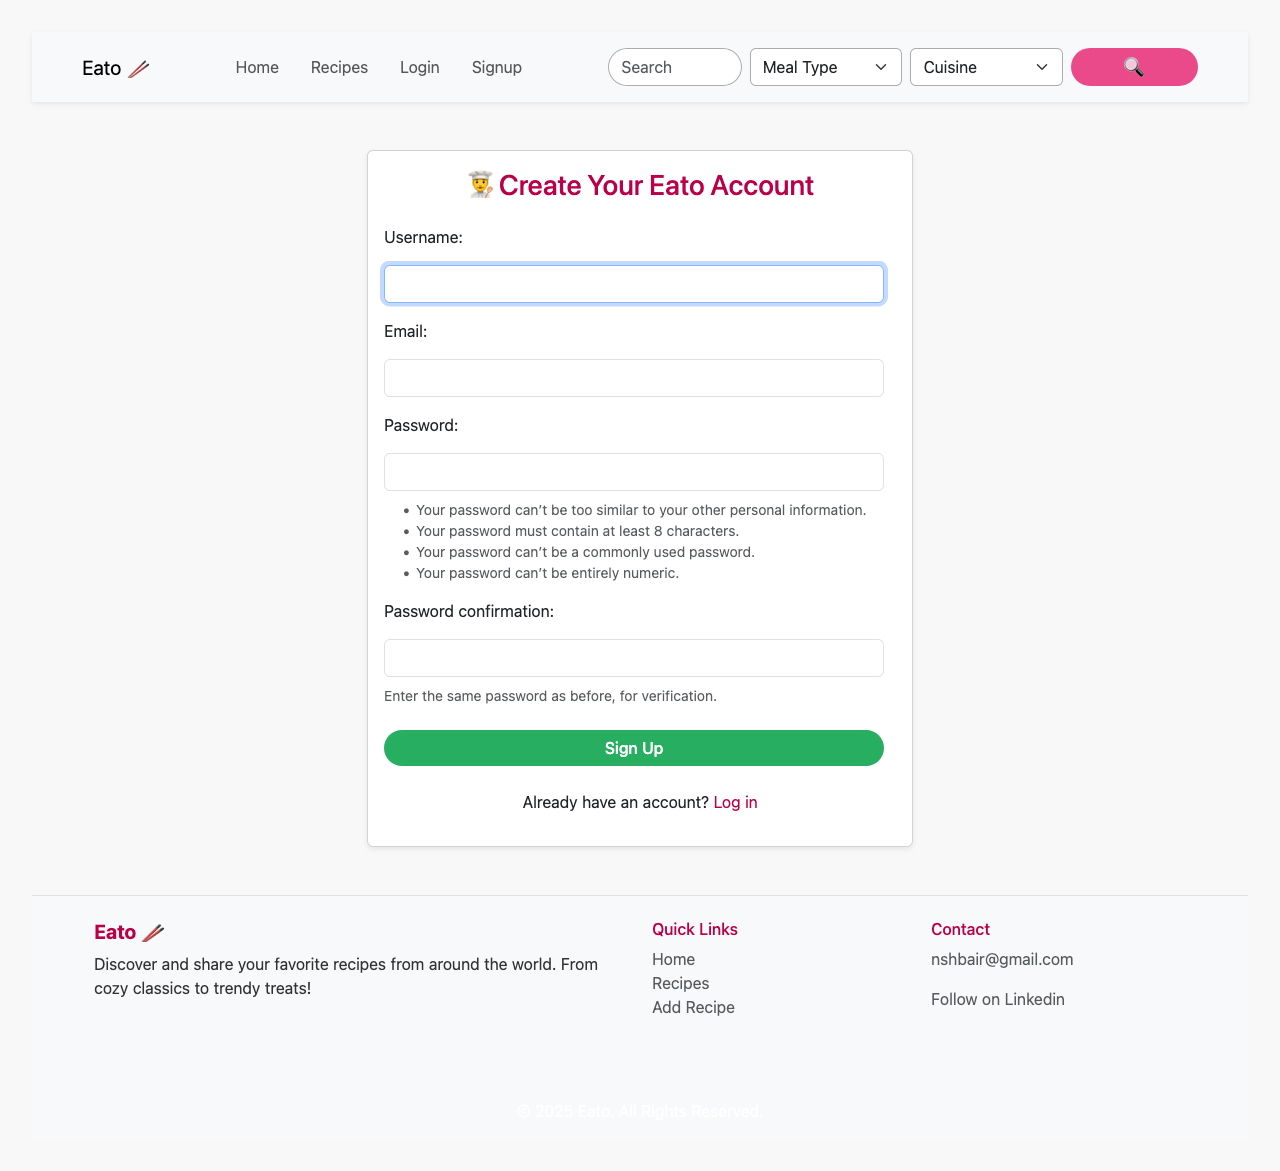 Eato
Home
Recipes
Login
Signup
Search
Meal Type
Cuisine
Create Your Eato Account
Username:
Email:
Password:
Your password can’t be too similar to your other personal information.
Your password must contain at least 8 characters.
Your password can’t be a commonly used password.
Your password can’t be entirely numeric.
Password confirmation:
Enter the same password as before, for verification.
Sign Up
Already have an account? Log in
Eato
Discover and share your favorite recipes from around the world. From
cozy classics to trendy treats!
Quick Links
Home
Recipes
Add Recipe
Contact
nshbair@gmail.com
Follow on Linkedin
© 2025 Eato. All Rights Reserved.